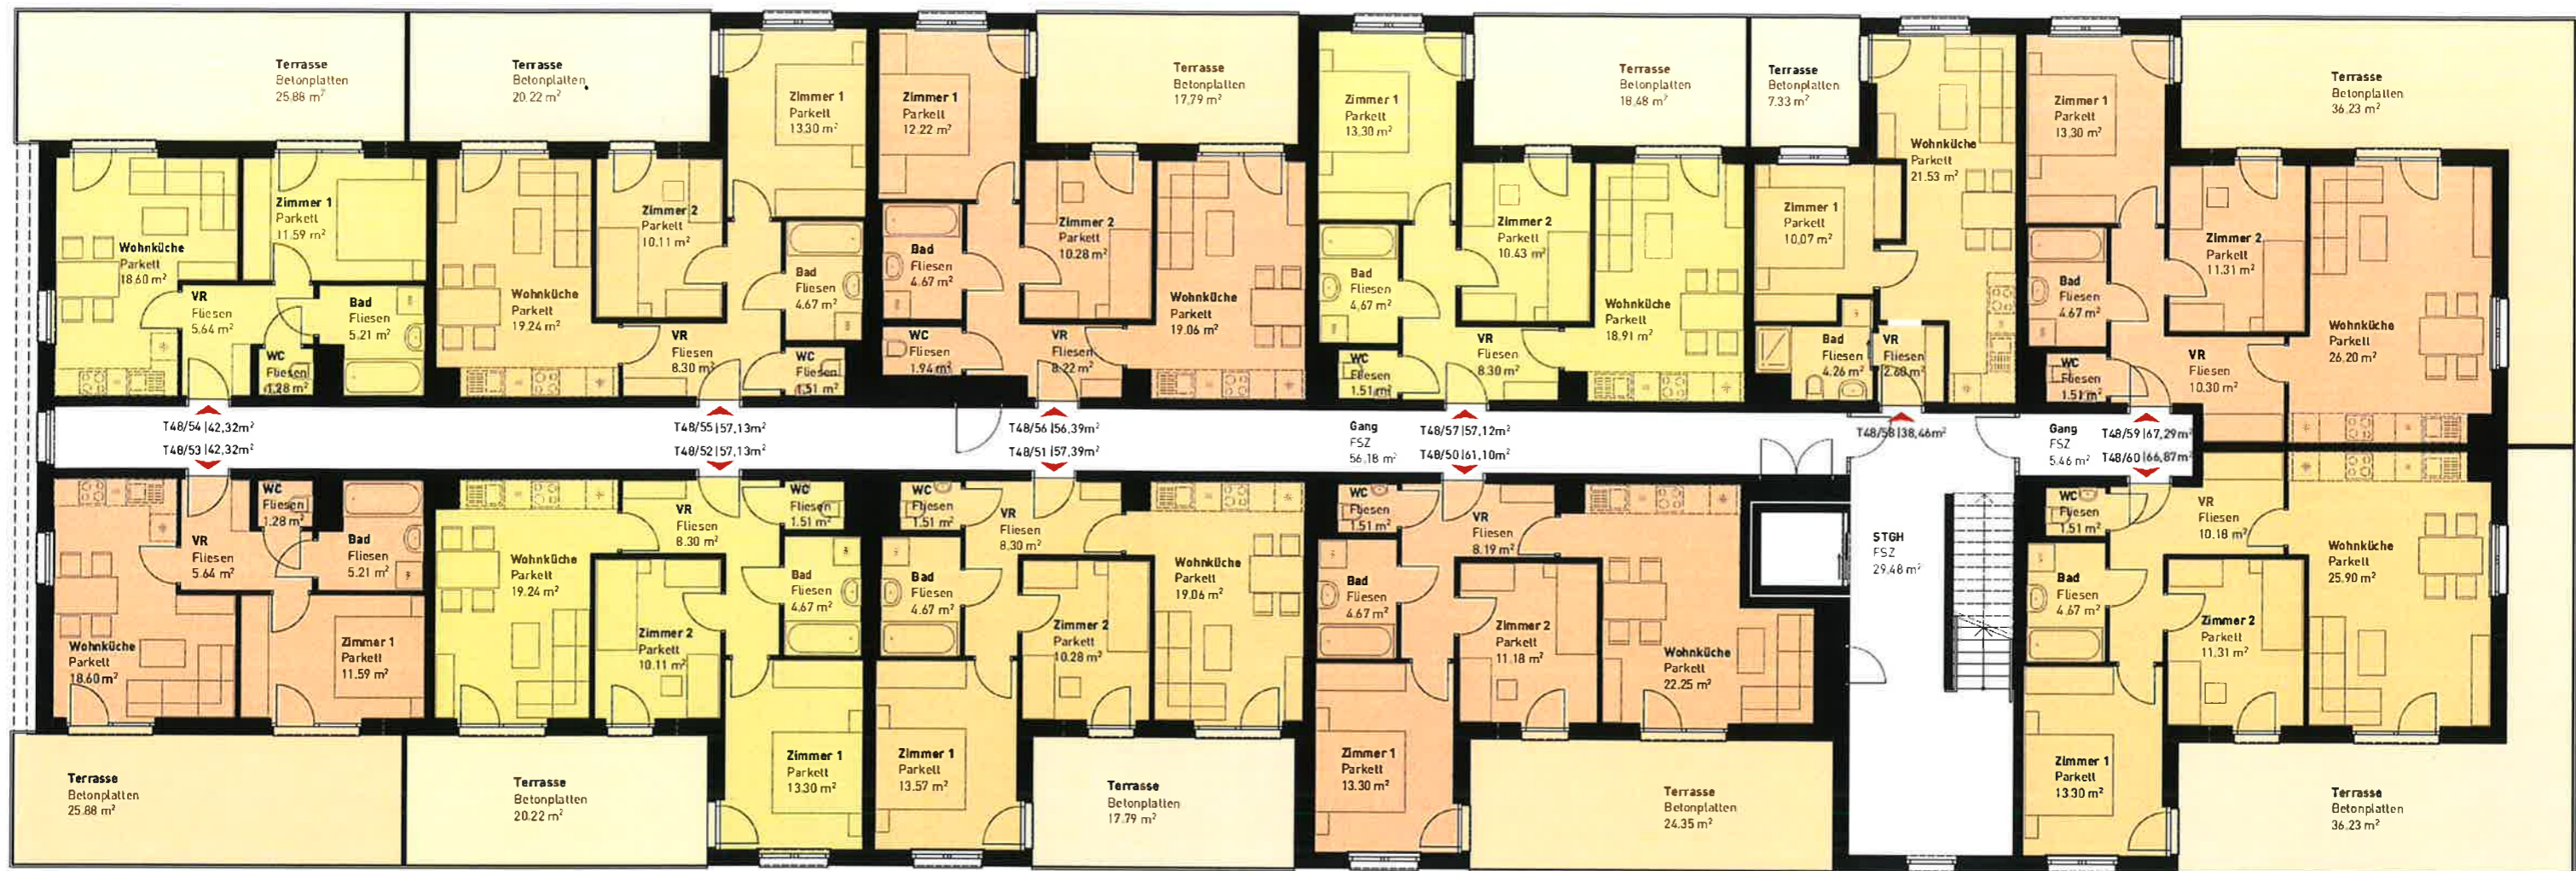 Terrasse
Betonplatten
25.88 m²
Terrasse
Betonplatten
20.22 m²
Zimmer 1
Parkett
13.30 m²
Zimmer 1
Parkett
12.22 m²
Terrasse
Betonplatten
17,79 m²
Zimmer 1
Parkett
13,30 m²
Terrasse
Betonplatten
18,48 m²
Terrasse
Betonplatten
7.33 m²
Wohnküche
Parkett
21.53 m²
Zimmer 1
Parkett
13,30 m²
Terrasse
Betonplatten
36.23 m²
Wohnküche
Parkett
18,60 m²
Zimmer 1
Parkett
11.59 m²
VR
Fliesen
5.64 m²
WC
Fliesen
1,28 m²
Bad
Fliesen
5.21 m²
Wohnküche
Parkett
19.24 m²
Zimmer 2
Parkett
10.11 m²
VR
Fliesen
8.30 m²
Bad
Fliesen
4.67 m²
WC
Fliesen
1,51 m²
Bad
Fliesen
4.67 m²
WC
Fliesen
1.94 m²
Zimmer 2
Parkett
10.28 m²
VR
Fliesen
8.22 m²
Wohnküche
Parkett
19.06 m²
Bad
Fliesen
4,67 m²
WC
Fliesen
1.51 m²
Zimmer 2
Parkett
10.43 m²
VR
Fliesen
8.30 m²
Wohnküche
Parkett
18.91 m²
Zimmer 1
Parkett
10,07 m²
Bad
Fliesen
4.26 m²
VR
Fliesen
2.60 m²
Bad
Fliesen
4.67 m²
WC
Fliesen
1.51 m²
Zimmer 2
Parkett
11.31 m²
VR
Fliesen
10.30 m²
Wohnküche
Parkett
26.20 m²
T48/54|42,32m²
T48/53|42,32m²
T48/55|57,13m²
T48/52|57,13m²
T48/56|56,39m²
T48/51|57,39m²
Gang
FSZ
56,18 m²
T48/57|57,12m²
T48/50|61,10m²
T48/58|38,46m²
Gang
FSZ
5.46 m²
T48/59|67,29m²
T48/60|66,87m²
Wohnküche
Parkett
18.60 m²
VR
Fliesen
5.64 m²
WC
Fliesen
1.28 m²
Bad
Fliesen
5.21 m²
Zimmer 1
Parkett
11.59 m²
Wohnküche
Parkett
19.24 m²
VR
Fliesen
8.30 m²
Zimmer 2
Parkett
10.11 m²
WC
Fliesen
1.51 m²
Bad
Fliesen
4,67 m²
Zimmer 1
Parkett
13.30 m²
WC
Fliesen
1.51 m²
Bad
Fliesen
4.67 m²
VR
Fliesen
8,30 m²
Zimmer 2
Parkett
10.28 m²
Wohnküche
Parkett
19.06 m²
Zimmer 1
Parkett
13.57 m²
WC
Fliesen
1.51 m²
Bad
Fliesen
4.67 m²
VR
Fliesen
8.19 m²
Zimmer 2
Parkett
11.18 m²
Wohnküche
Parkett
22.25 m²
Zimmer 1
Parkett
13.30 m²
STGH
FSZ
29.48 m²
WC
Fliesen
1.51 m²
Bad
Fliesen
4,67 m²
VR
Fliesen
10.18 m²
Zimmer 2
Parkett
11,31 m²
Wohnküche
Parkett
25.90 m²
Zimmer 1
Parkett
13.30 m²
Terrasse
Betonplatten
25.88 m²
Terrasse
Betonplatten
20.22 m²
Terrasse
Betonplatten
17.79 m²
Terrasse
Betonplatten
24.35 m²
Terrasse
Betonplatten
36.23 m²